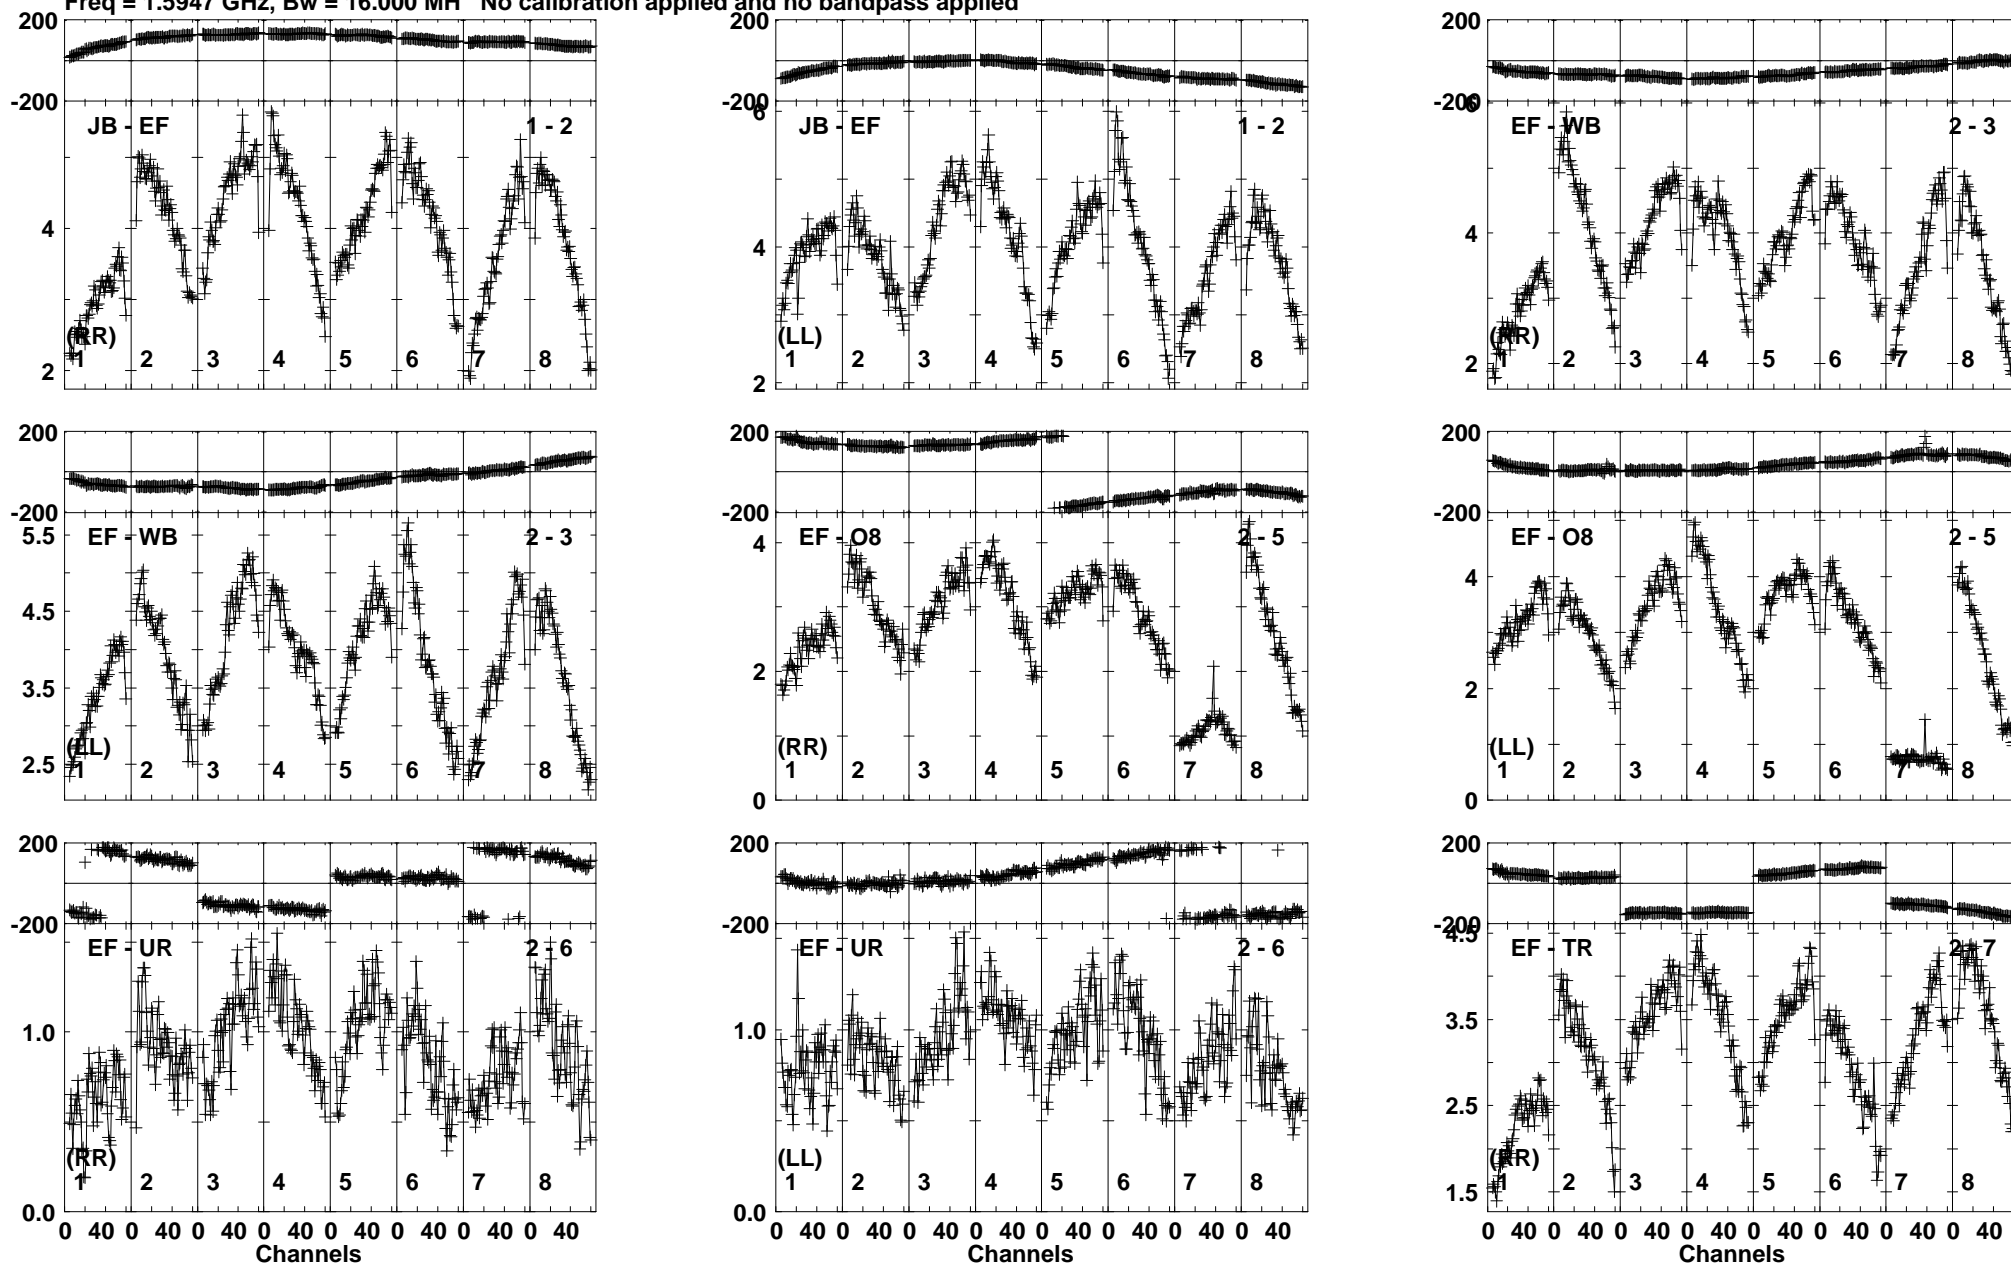 Freq = 1.5947 GHz, Bw = 16.000 MH No calibration applied and no bandpass applied
200 200 200
-200 -200 -200
6 6
JB - EF 1 - 2 JB - EF 1 - 2 EF - WB 2 - 3
4 4 4
(RR) (LL) (RR)
1 2 3 4 5 6 7 8 1 2 3 4 5 6 7 8 1 2 3 4 5 6 7 8
2 2 2
200 200 200
-200 -200 -200
5.5 EF - WB 2 - 3 4 EF - O8 2 - 5 EF - O8 2 - 5
4.5 4
3.5 2 2
(LL) (RR) (LL)
2.5 1 2 3 4 5 6 7 8 1 2 3 4 5 6 7 8 1 2 3 4 5 6 7 8
0 0
200 200 200
-200 -200 -200
4.5
EF - UR 2 - 6 EF - UR 2 - 6 EF - TR 2 - 7
1.0 1.0 3.5
2.5
(RR) (LL) (RR)
1 2 3 4 5 6 7 8 1 2 3 4 5 6 7 8 1.5 1 2 3 4 5 6 7 8
0.0 0.0
0 40 0 40 0 40 0 40 0 40 0 40 0 40 0 40 0 40 0 40 0 40 0 40 0 40 0 40 0 40 0 40 0 40 0 40 0 40 0 40 0 40 0 40 0 40 0 40
Channels Channels Channels